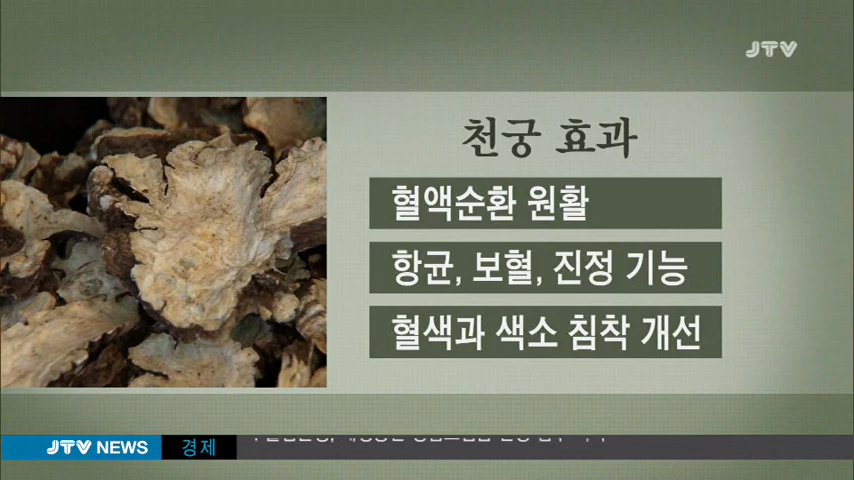 JTV
천궁 효과
혈액순환 원활
항균, 보혈, 진정 기능
혈색과 색소 침착 개선
JTV NEWS
경제